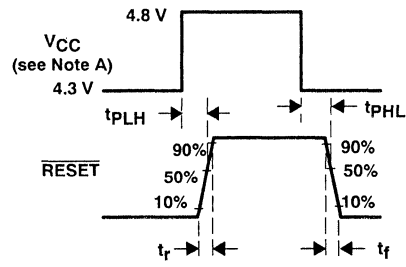 4.8 V
VCC
(see Note A)
4.3 V
tPLH
tPHL
90%
90%
RESET
50%
50%
10%
10%
tr
tf